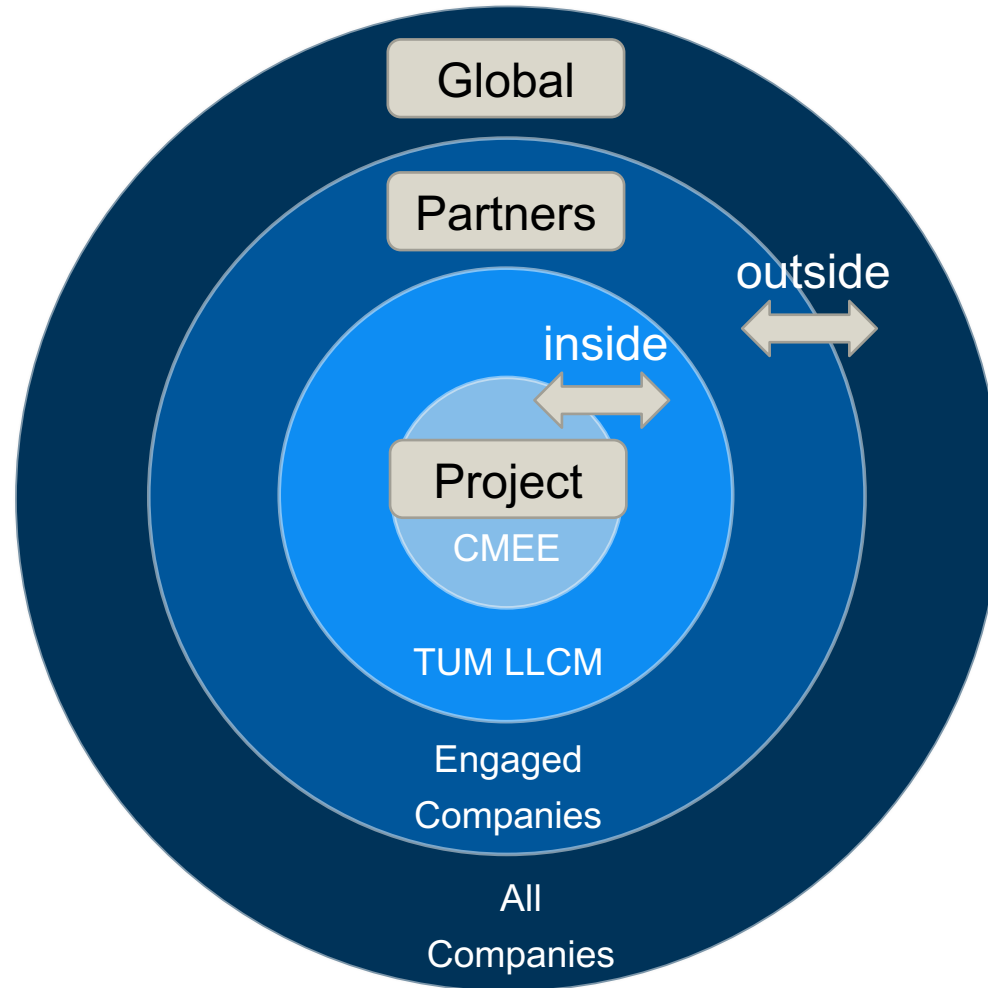 Global
Partners
outside
inside
Project
CMEE
TUM LLCM
Engaged
Companies
All
Companies